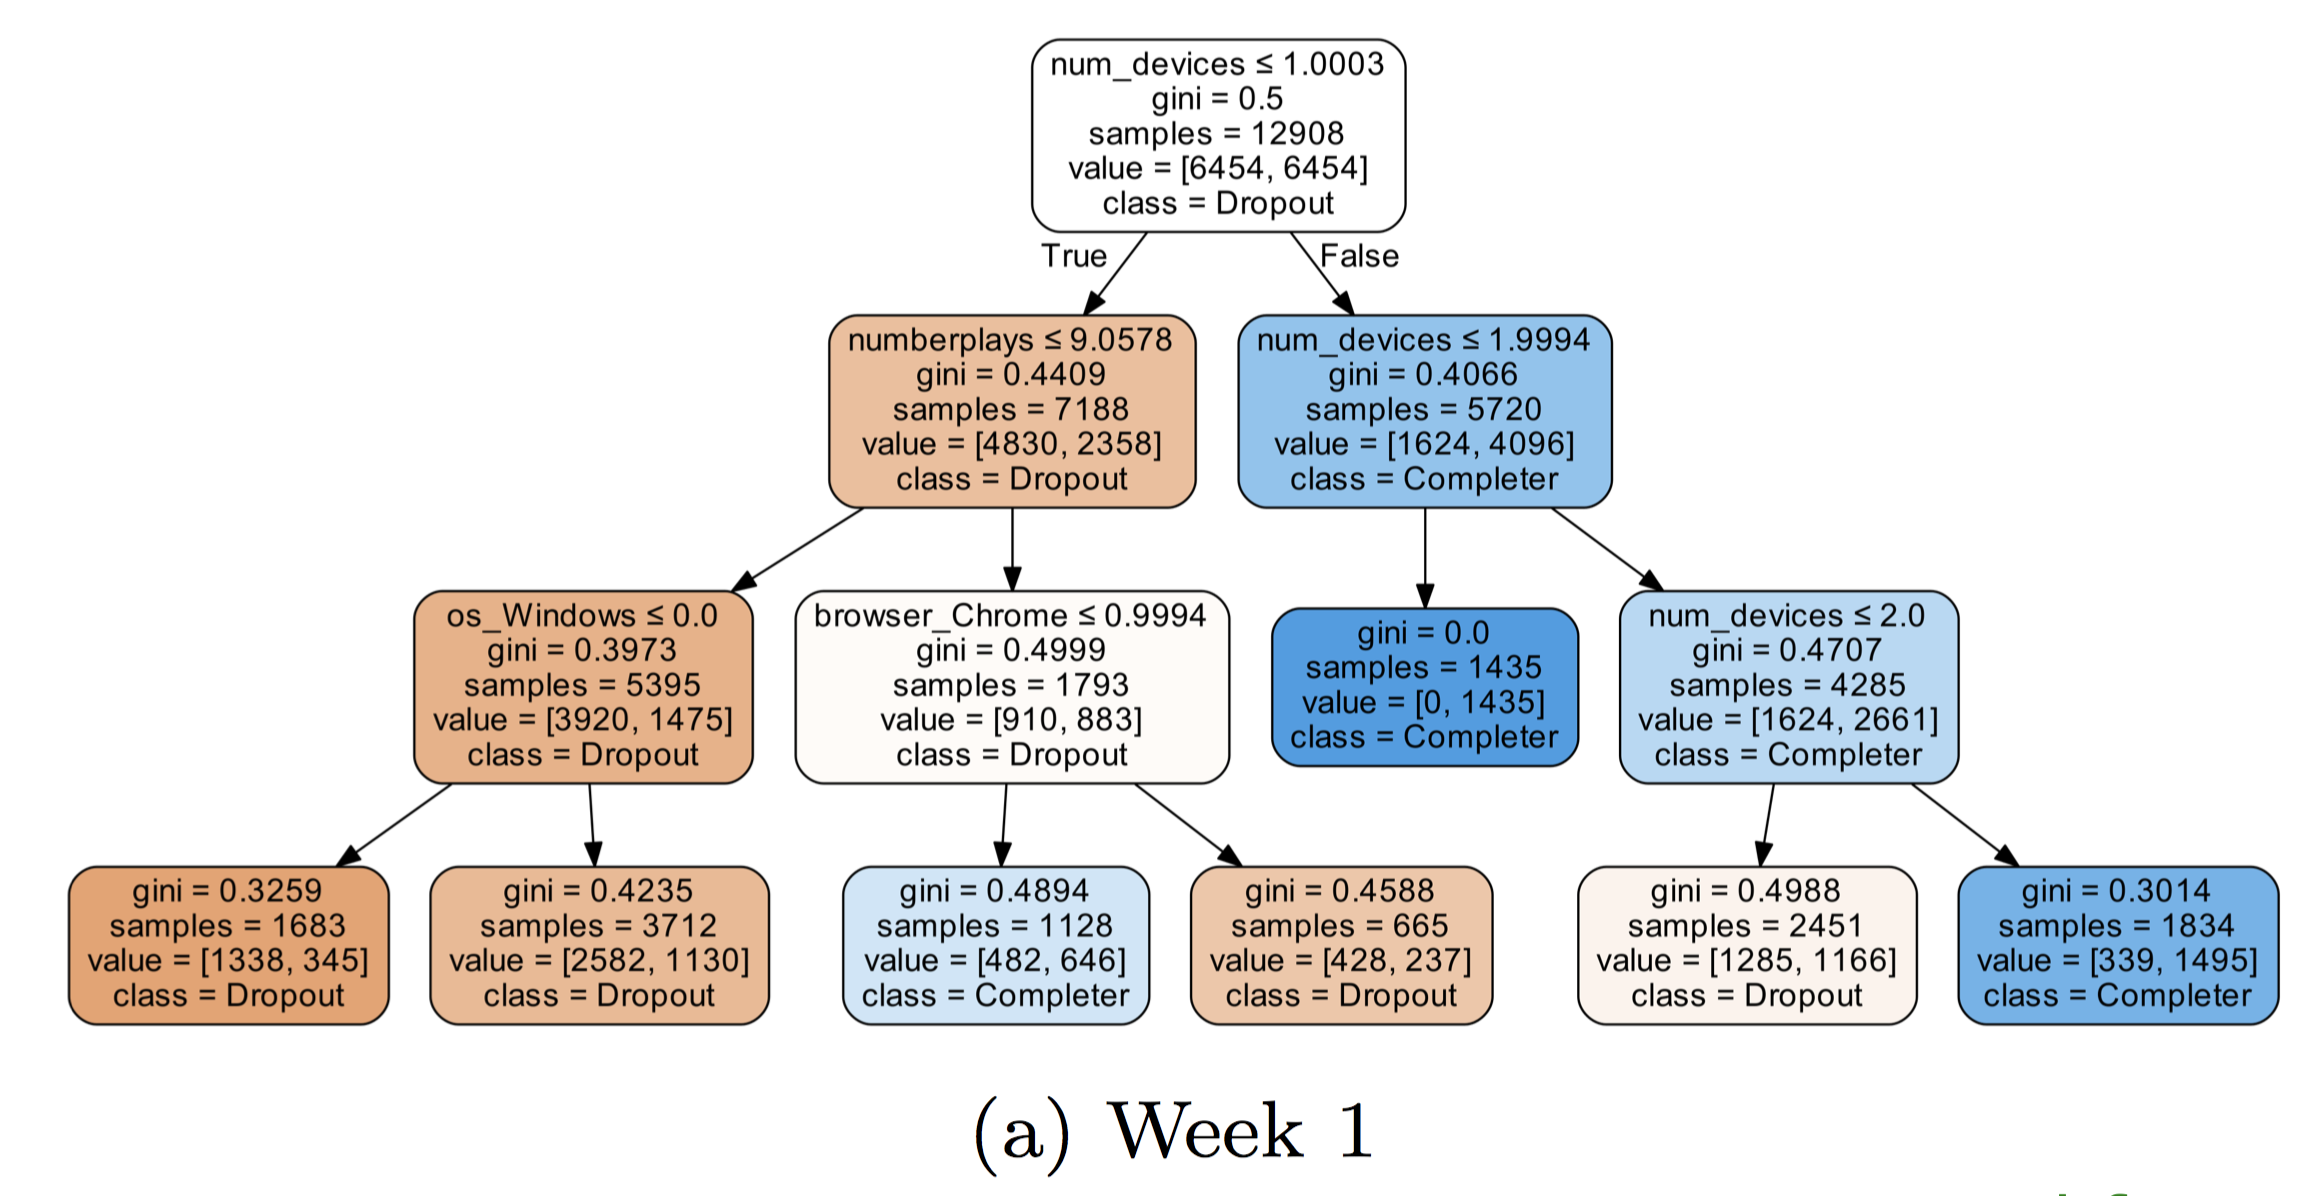 num_devices ≤ 1.0003
gini = 0.5
samples = 12908
value = [6454, 6454]
class = Dropout
True
False
numberplays ≤ 9.0578
gini = 0.4409
samples = 7188
value = [4830, 2358]
class = Dropout
num_devices ≤ 1.9994
gini = 0.4066
samples = 5720
value = [1624, 4096]
class = Completer
os_Windows ≤ 0.0
gini = 0.3973
samples = 5395
value = [3920, 1475]
class = Dropout
browser_Chrome ≤ 0.9994
gini = 0.4999
samples = 1793
value = [910, 883]
class = Dropout
gini = 0.0
samples = 1435
value = [0, 1435]
class = Completer
num_devices ≤ 2.0
gini = 0.4707
samples = 4285
value = [1624, 2661]
class = Completer
gini = 0.3259
samples = 1683
value = [1338, 345]
class = Dropout
gini = 0.4235
samples = 3712
value = [2582, 1130]
class = Dropout
gini = 0.4894
samples = 1128
value = [482, 646]
class = Completer
gini = 0.4588
samples = 665
value = [428, 237]
class = Dropout
gini = 0.4988
samples = 2451
value = [1285, 1166]
class = Dropout
gini = 0.3014
samples = 1834
value = [339, 1495]
class = Completer
(a) Week 1